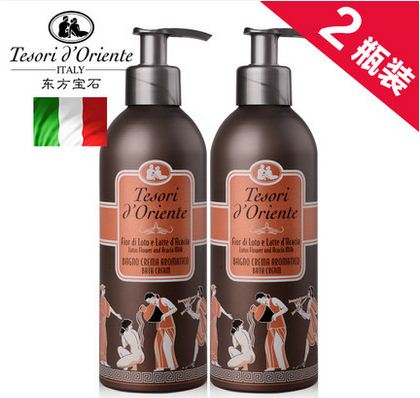 Tesori d'Oriente
ITALY
东方宝石
2瓶装
Tesori
d'Oriente
Fior di Loto e Latte d'Acacia
Lotus Flower and Acacia Milk
BAGNO CREMA AROMATICO
BATH CREAM
Tesori
d'Oriente
Fior di Loto e Latte d'Acacia
Lotus Flower and Acacia Milk
BAGNO CREMA AROMATICO
BATH CREAM